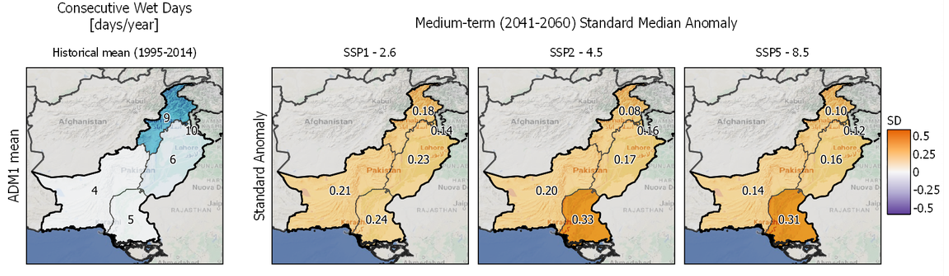 Consecutive Wet Days
[days/year]
Medium-term (2041-2060) Standard Median Anomaly
Historical mean (1995-2014)
SSP1 - 2.6
SSP2 - 4.5
SSP5 - 8.5
ADM1 mean
Afghanistan
9
10
6
4
5
RAJASTHAN
Standard Anomaly
Kabul
Afghanistan
0.18
0.14
Lahore
0.23
Pakistan
0.21
0.24
Nuova D
RAJASTHAN
Ahmedabad
Kabul
Afghanistan
0.08
0.16
Lahore
0.17
Pakistan
0.20
0.33
Nuova D
RAJASTHAN
Ahmedabad
Kabul
Afghanistan
0.10
0.12
Lahore
0.16
Pakistan
0.14
0.31
Nuova D
RAJASTHAN
Ahmedabad
SD
0.5
0.25
0
-0.25
-0.5